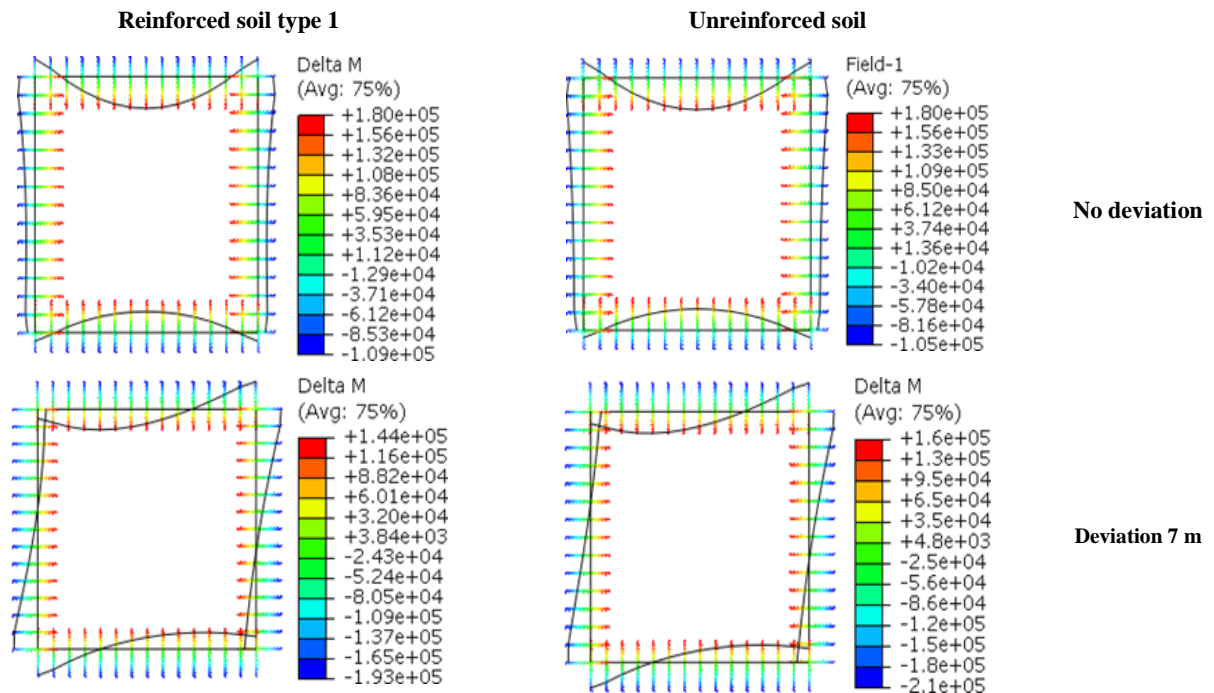 Reinforced soil type 1
Unreinforced soil
Delta M
(Avg: 75%)
+1.80e+05
+1.56e+05
+1.32e+05
+1.08e+05
+8.36e+04
+5.95e+04
+3.53e+04
+1.12e+04
-1.29e+04
-3.71e+04
-6.12e+04
-8.53e+04
-1.09e+05
Field-1
(Avg: 75%)
+1.80e+05
+1.56e+05
+1.33e+05
+1.09e+05
+8.50e+04
+6.12e+04
+3.74e+04
+1.36e+04
-1.02e+04
-3.40e+04
-5.78e+04
-8.16e+04
-1.05e+05
No deviation
Delta M
(Avg: 75%)
+1.44e+05
+1.16e+05
+8.82e+04
+6.01e+04
+3.20e+04
+3.84e+03
-2.43e+04
-5.24e+04
-8.05e+04
-1.09e+05
-1.37e+05
-1.65e+05
-1.93e+05
Delta M
(Avg: 75%)
+1.6e+05
+1.3e+05
+9.5e+04
+6.5e+04
+3.5e+04
+4.8e+03
-2.5e+04
-5.6e+04
-8.6e+04
-1.2e+05
-1.5e+05
-1.8e+05
-2.1e+05
Deviation 7 m